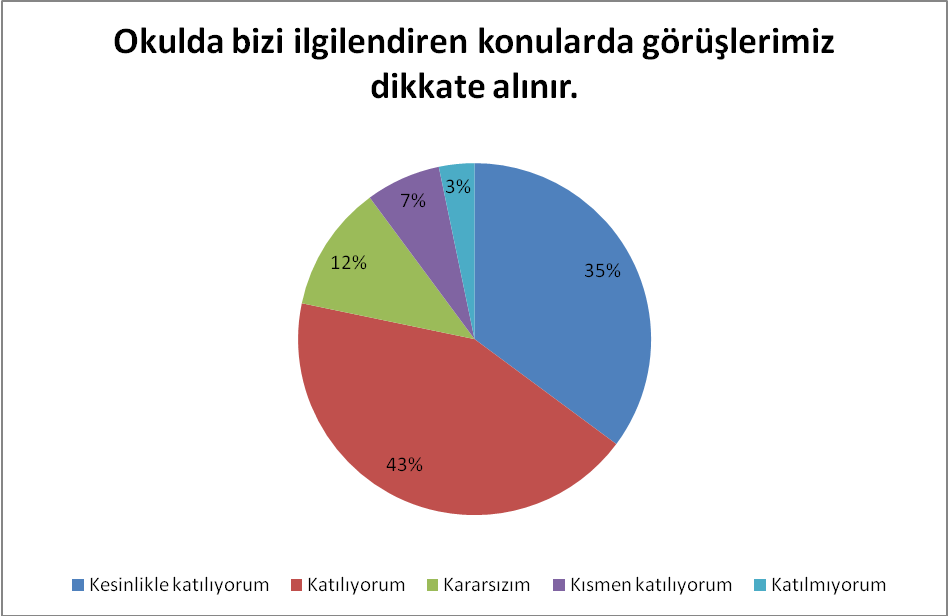 Okulda bizi ilgilendiren konularda görüşlerimiz
dikkate alınır.
3%
7%
12%
35%
43%
Kesinlikle katılıyorum Katılıyorum Kararsızım Kısmen katılıyorum Katılmıyorum